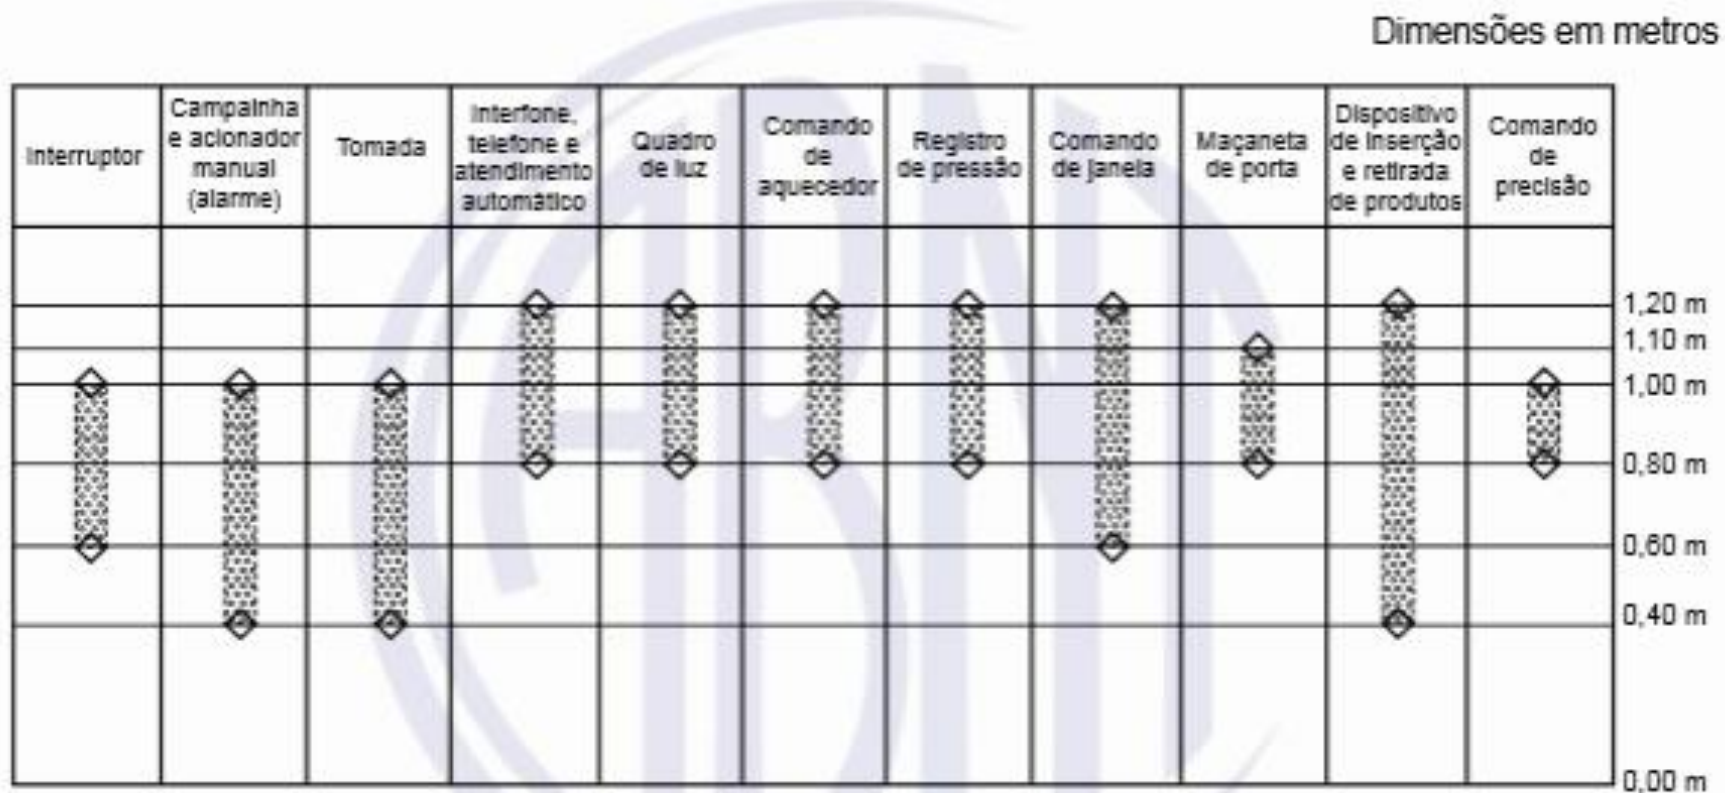 Dimensões em metros
Interruptor
Campainha
e acionador
manual
(alarme)
Tomada
Interfone,
telefone e
atendimento
automático
Quadro
de luz
Comando
de
aquecedor
Registro
de pressão
Comando
de janela
Maçaneta
de porta
Dispositivo
de inserção
e retirada
de produtos
Comando
de
precisão
1,20 m
1,10 m
1,00 m
0,80 m
0,60 m
0,40 m
0,00 m
ABNT